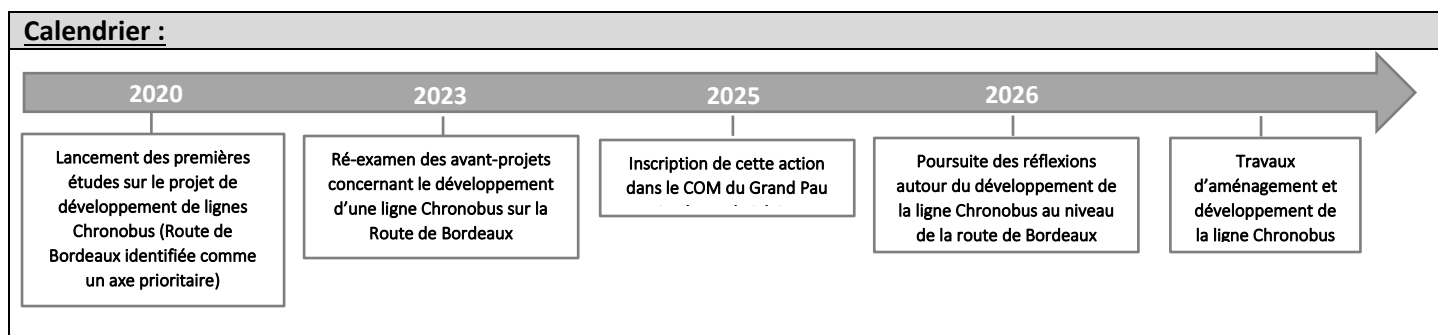 Calendrier :
2020
2023
2025
2026
Lancement des premières
études sur le projet de
développement de lignes
Chronobus (Route de
Bordeaux identifiée comme
un axe prioritaire)
Ré-examen des avant-projets
concernant le développement
d'une ligne Chronobus sur la
Route de Bordeaux
Inscription de cette action
dans le COM du Grand Pau
Poursuite des réflexions
autour du développement de
la ligne Chronobus au niveau
de la route de Bordeaux
Travaux
d'aménagement et
développement de
la ligne Chronobus